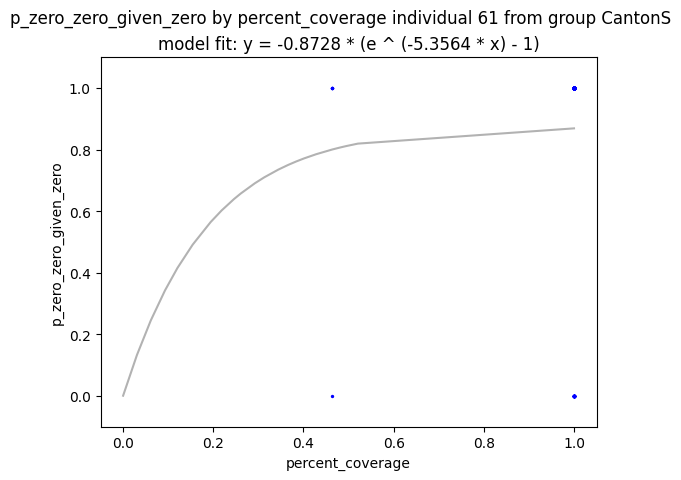 p_zero_zero_given_zero by percent_coverage individual 61 from group CantonS
model fit: y = -0.8728 * (e ^ (-5.3564 * x) - 1)
1.0
0.8
0.6
0.4
0.2
0.0
p_zero_zero_given_zero
0.0 0.2 0.4 0.6 0.8 1.0
percent_coverage